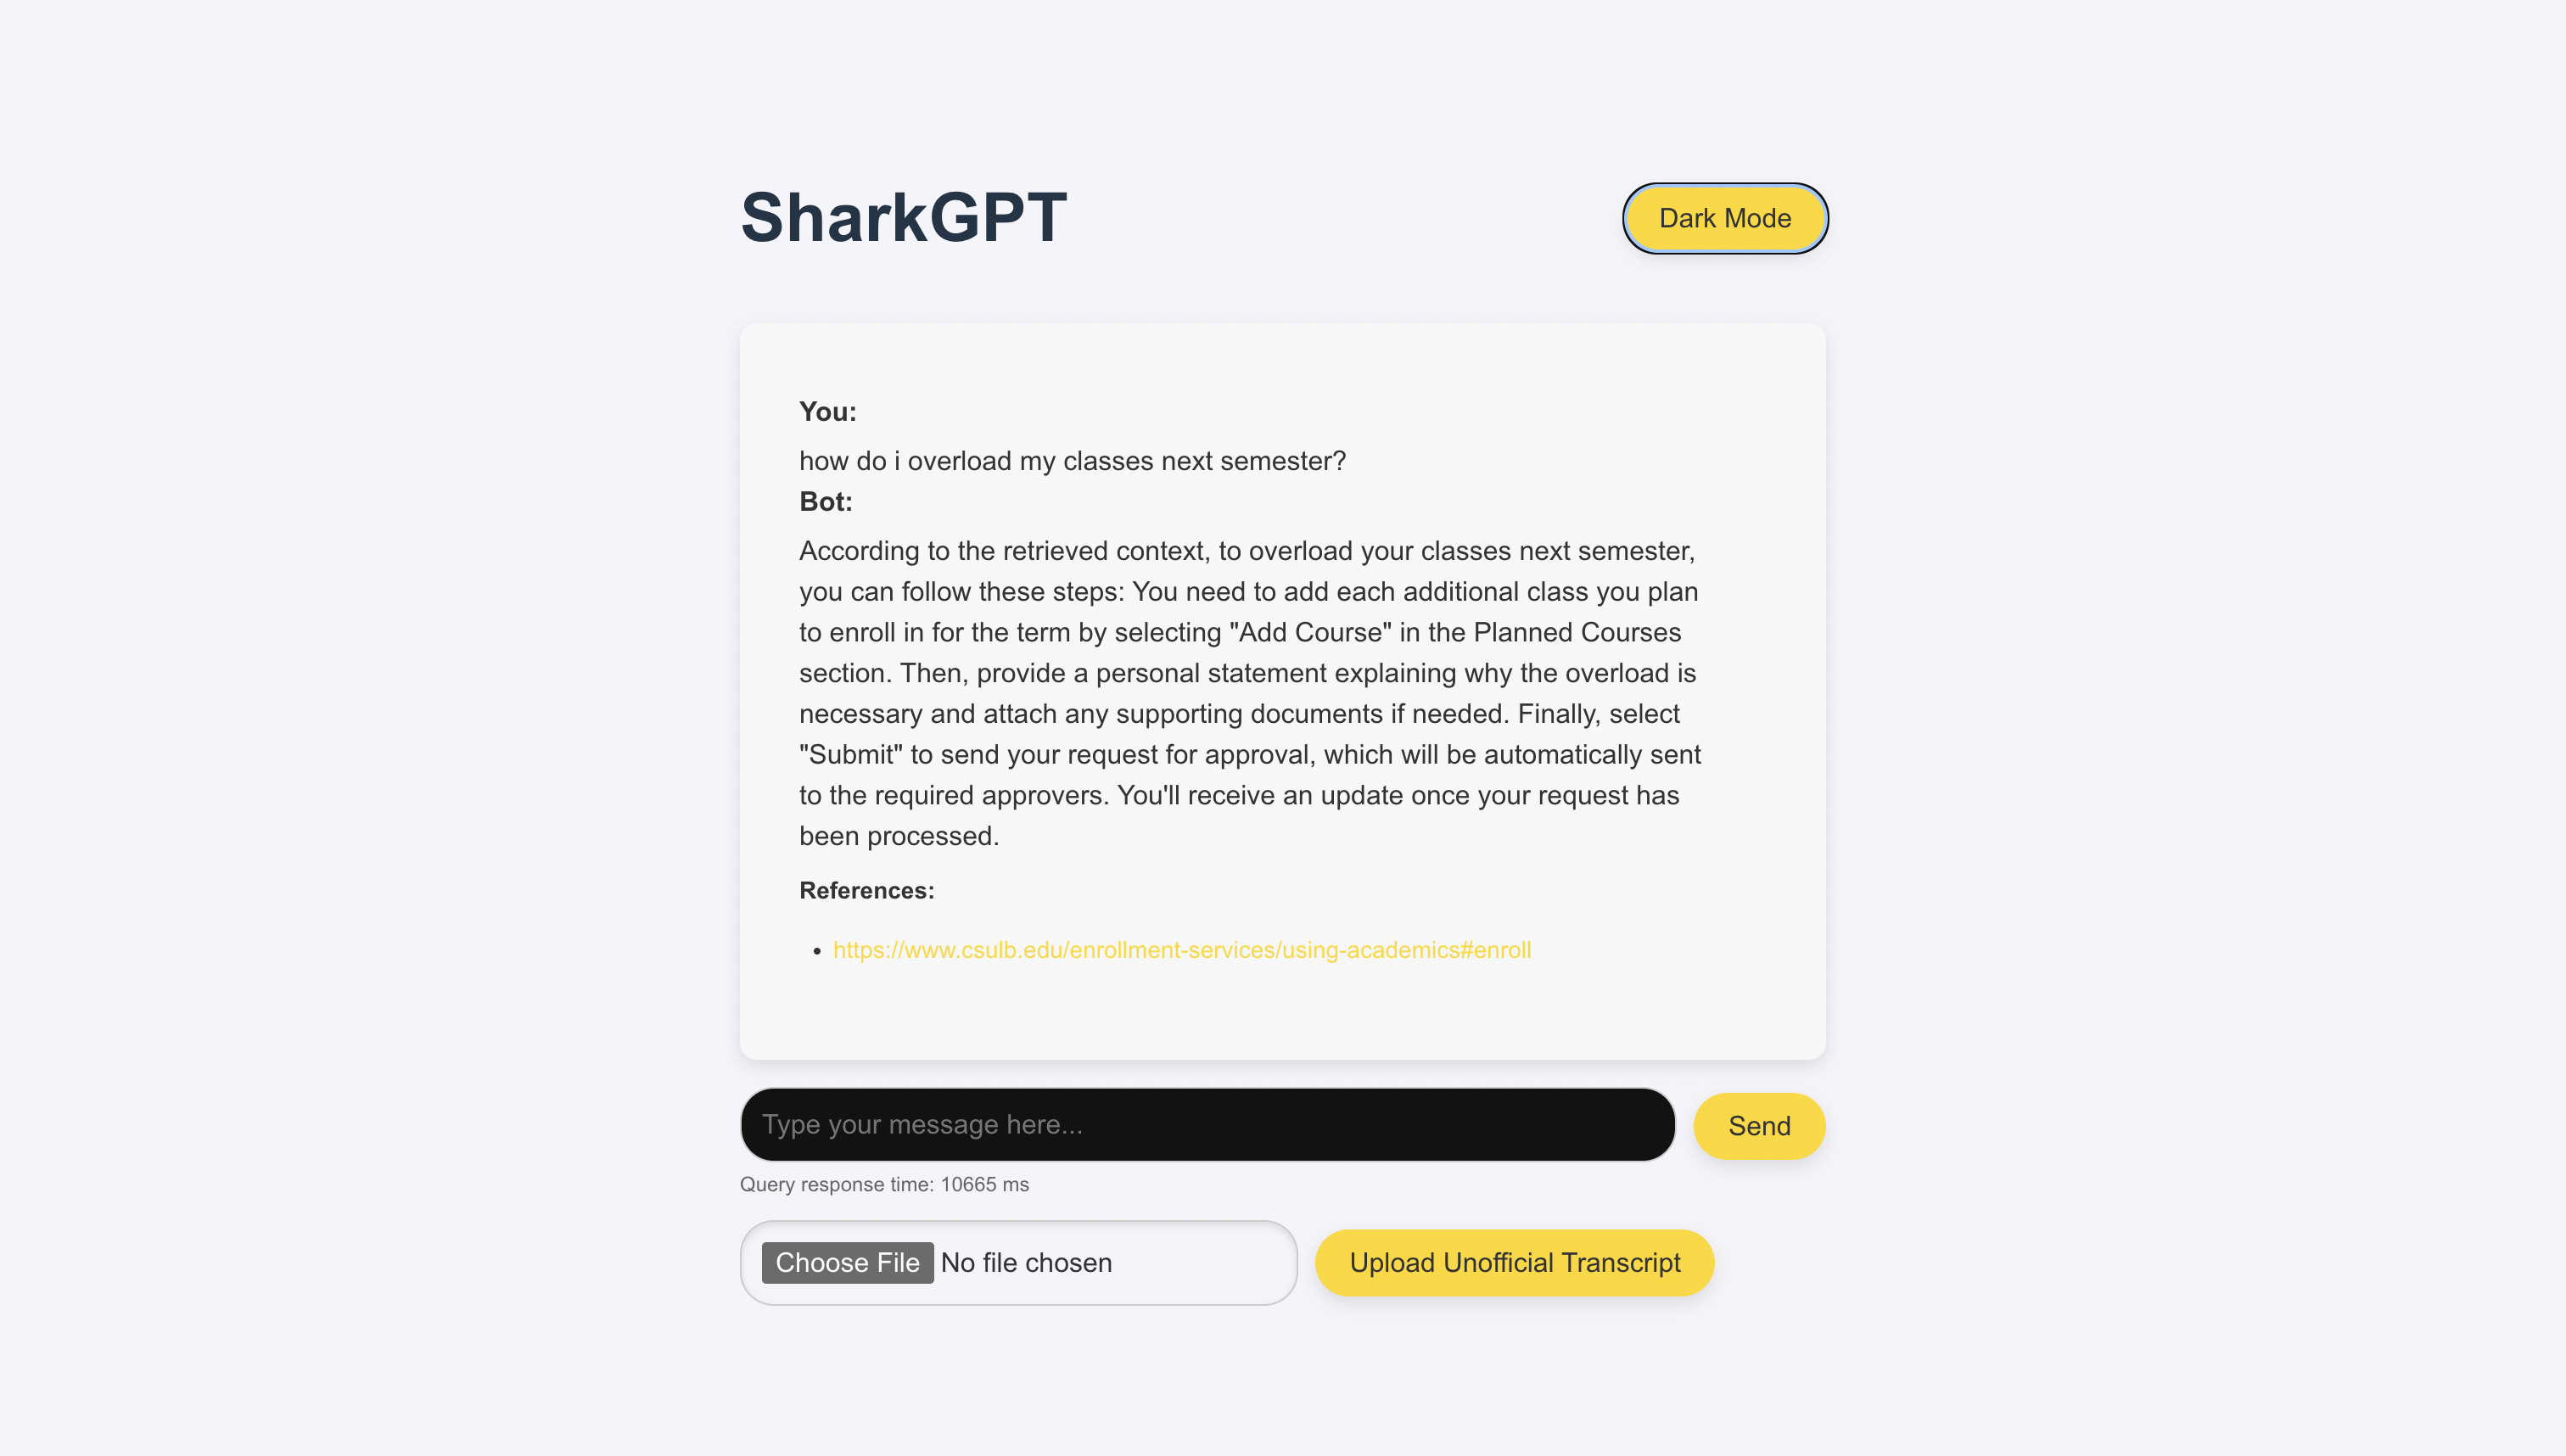 SharkGPT
Dark Mode
You:
how do i overload my classes next semester?
Bot:
According to the retrieved context, to overload your classes next semester,
you can follow these steps: You need to add each additional class you plan
to enroll in for the term by selecting "Add Course" in the Planned Courses
section. Then, provide a personal statement explaining why the overload is
necessary and attach any supporting documents if needed. Finally, select
"Submit" to send your request for approval, which will be automatically sent
to the required approvers. You'll receive an update once your request has
been processed.
References:
• https://www.csulb.edu/enrollment-services/using-academics#enroll
Type your message here...
Send
Query response time: 10665 ms
Choose File No file chosen
Upload Unofficial Transcript